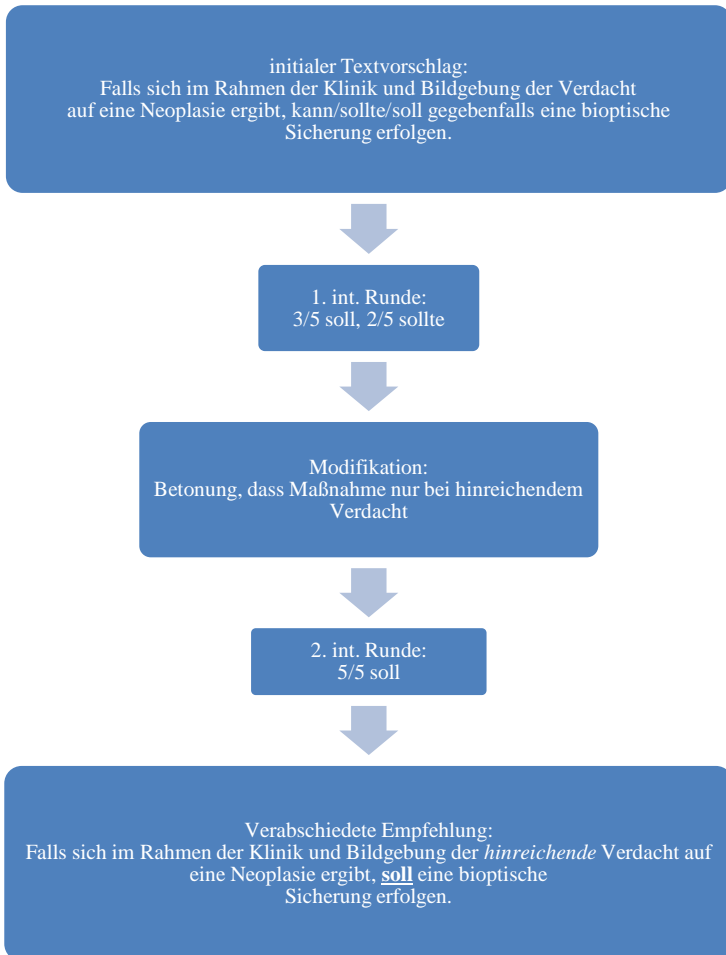 initialer Textvorschlag:
Falls sich im Rahmen der Klinik und Bildgebung der Verdacht
auf eine Neoplasie ergibt, kann/sollte/soll gegebenfalls eine bioptische
Sicherung erfolgen.
1. int. Runde:
3/5 soll, 2/5 sollte
Modifikation:
Betonung, dass Maßnahme nur bei hinreichendem
Verdacht
2. int. Runde:
5/5 soll
Verabschiedete Empfehlung:
Falls sich im Rahmen der Klinik und Bildgebung der hinreichende Verdacht auf
eine Neoplasie ergibt, soll eine bioptische
Sicherung erfolgen.